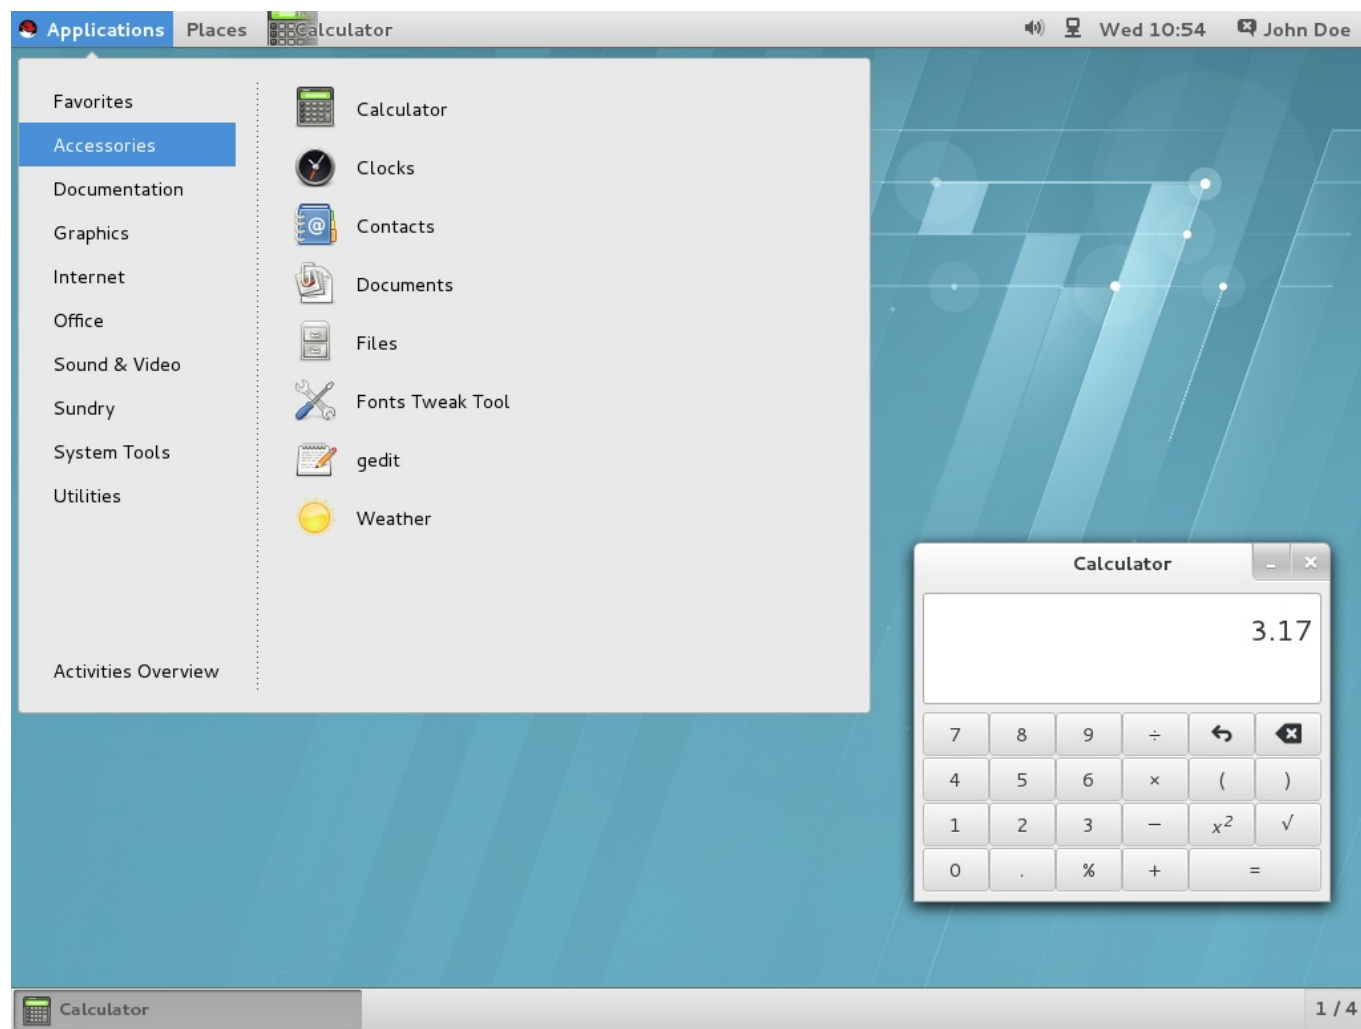 Applications Places Calculator Wed 10:54 John Doe
Favorites
Accessories
Documentation
Graphics
Internet
Office
Sound & Video
Sundry
System Tools
Utilities
Activities Overview
Calculator
Clocks
Contacts
Documents
Files
Fonts Tweak Tool
gedit
Weather
Calculator
3.17
7 8 9 ÷
4 5 6 × ( )
1 2 3 − x² √
0 . % + =
Calculator 1 / 4